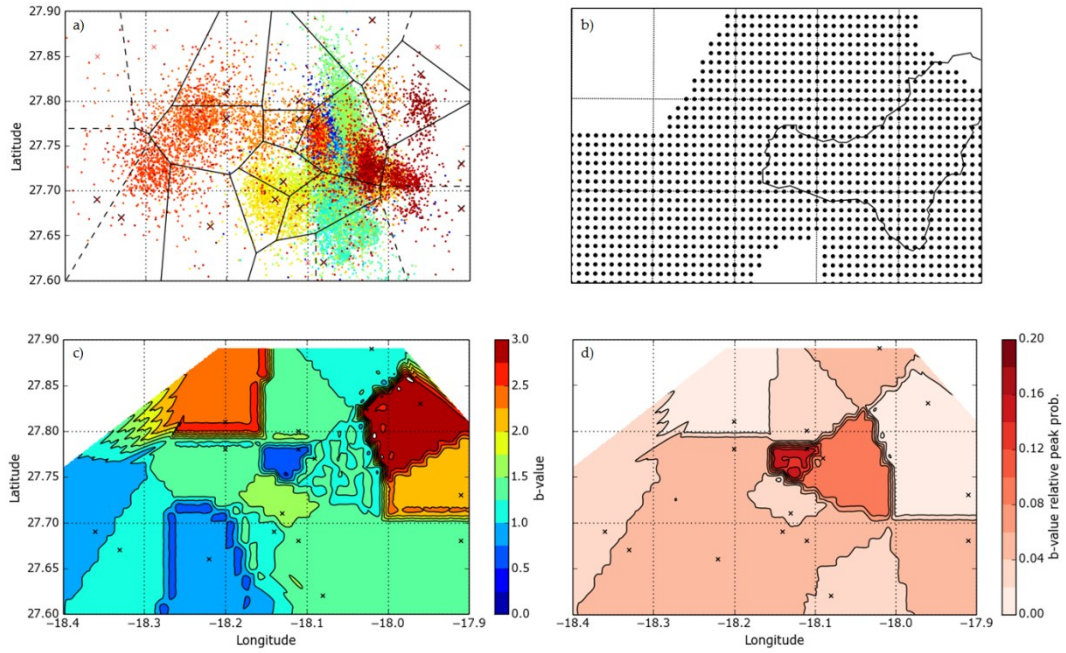 a)
27.90
27.85
27.80
27.75
27.70
27.65
27.60
Latitude
b)
c)
27.90
27.85
27.80
27.75
27.70
27.65
27.60
Latitude
−18.4 −18.3 −18.2 −18.1 −18.0 −17.9
Longitude
3.0
2.5
2.0
1.5
1.0
0.5
0.0
b-value
d)
−18.4 −18.3 −18.2 −18.1 −18.0 −17.9
Longitude
0.20
0.16
0.12
0.08
0.04
0.00
b-value relative peak prob.